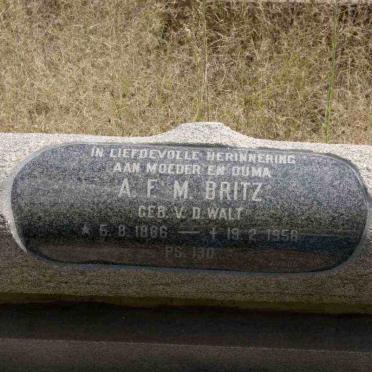 IN LIEFDEVOLLE HERINNERING
AAN MOEDER EN OUMA
A. F. M. BRITZ
GEB. V. D. WALT
* 5. 8. 1886 — + 19. 2. 1956
PS. 130